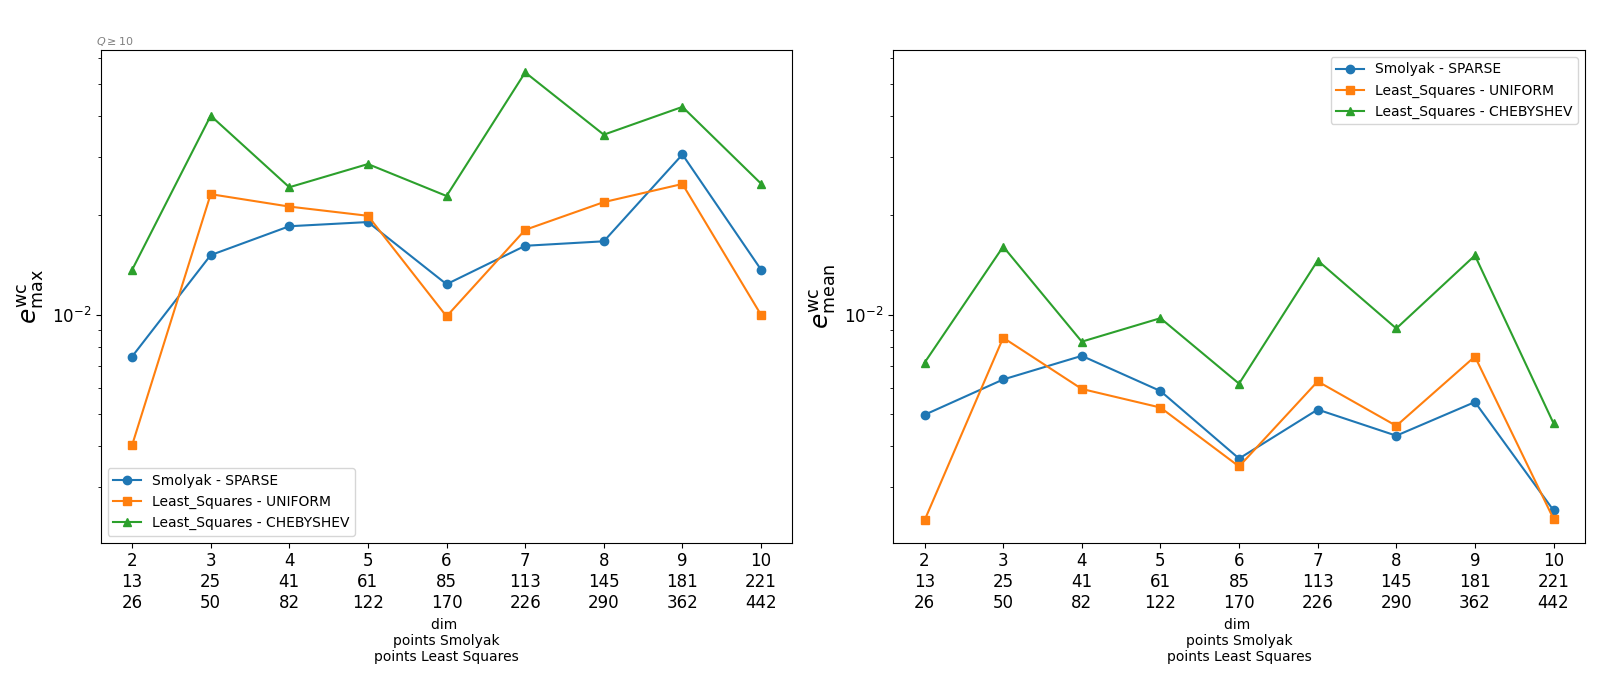 Q ≥ 10
e^wc_max
10^−2
Smolyak - SPARSE
Least_Squares - UNIFORM
Least_Squares - CHEBYSHEV
2 3 4 5 6 7 8 9 10
13 25 41 61 85 113 145 181 221
26 50 82 122 170 226 290 362 442
dim
points Smolyak
points Least Squares
e^wc_mean
10^−2
Smolyak - SPARSE
Least_Squares - UNIFORM
Least_Squares - CHEBYSHEV
2 3 4 5 6 7 8 9 10
13 25 41 61 85 113 145 181 221
26 50 82 122 170 226 290 362 442
dim
points Smolyak
points Least Squares